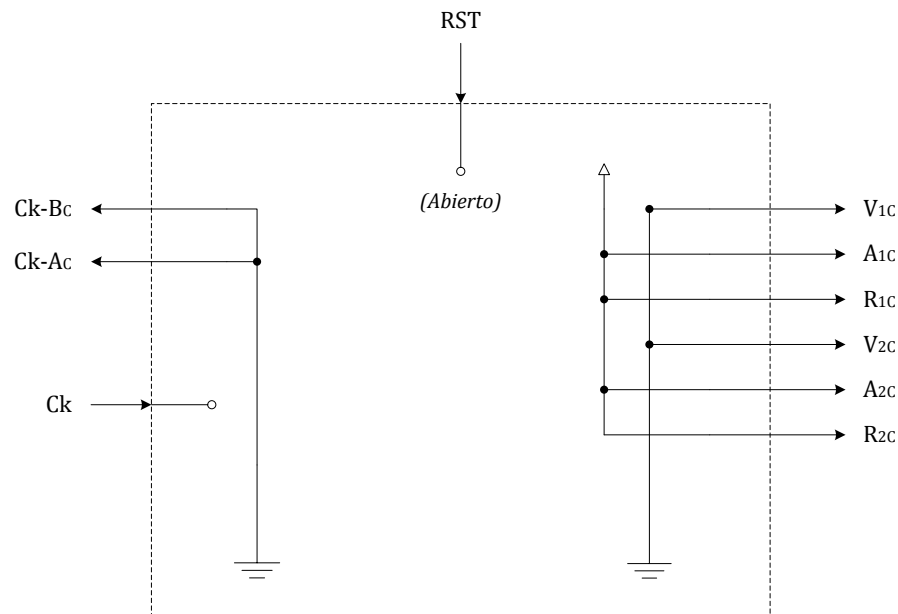 RST
(Abierto)
Ck-BC
Ck-AC
Ck
V1C
A1C
R1C
V2C
A2C
R2C